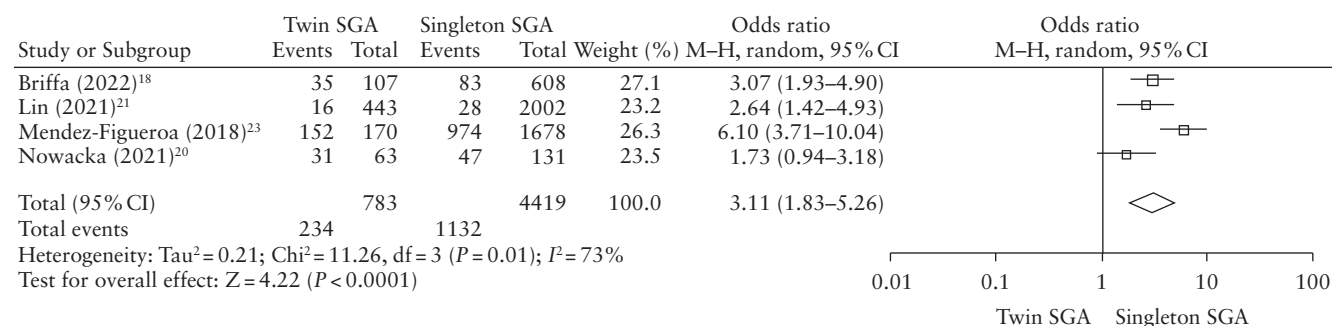 Twin SGA Singleton SGA Odds ratio Odds ratio
Study or Subgroup Events Total Events Total Weight (%) M–H, random, 95% CI M–H, random, 95% CI
Briffa (2022)¹⁸ 35 107 83 608 27.1 3.07 (1.93–4.90)
Lin (2021)²¹ 16 443 28 2002 23.2 2.64 (1.42–4.93)
Mendez-Figueroa (2018)²³ 152 170 974 1678 26.3 6.10 (3.71–10.04)
Nowacka (2021)²⁰ 31 63 47 131 23.5 1.73 (0.94–3.18)
Total (95% CI) 783 4419 100.0 3.11 (1.83–5.26)
Total events 234 1132
Heterogeneity: Tau² = 0.21; Chi² = 11.26, df = 3 (P = 0.01); I² = 73%
Test for overall effect: Z = 4.22 (P < 0.0001)
0.01 0.1 1 10 100
Twin SGA Singleton SGA